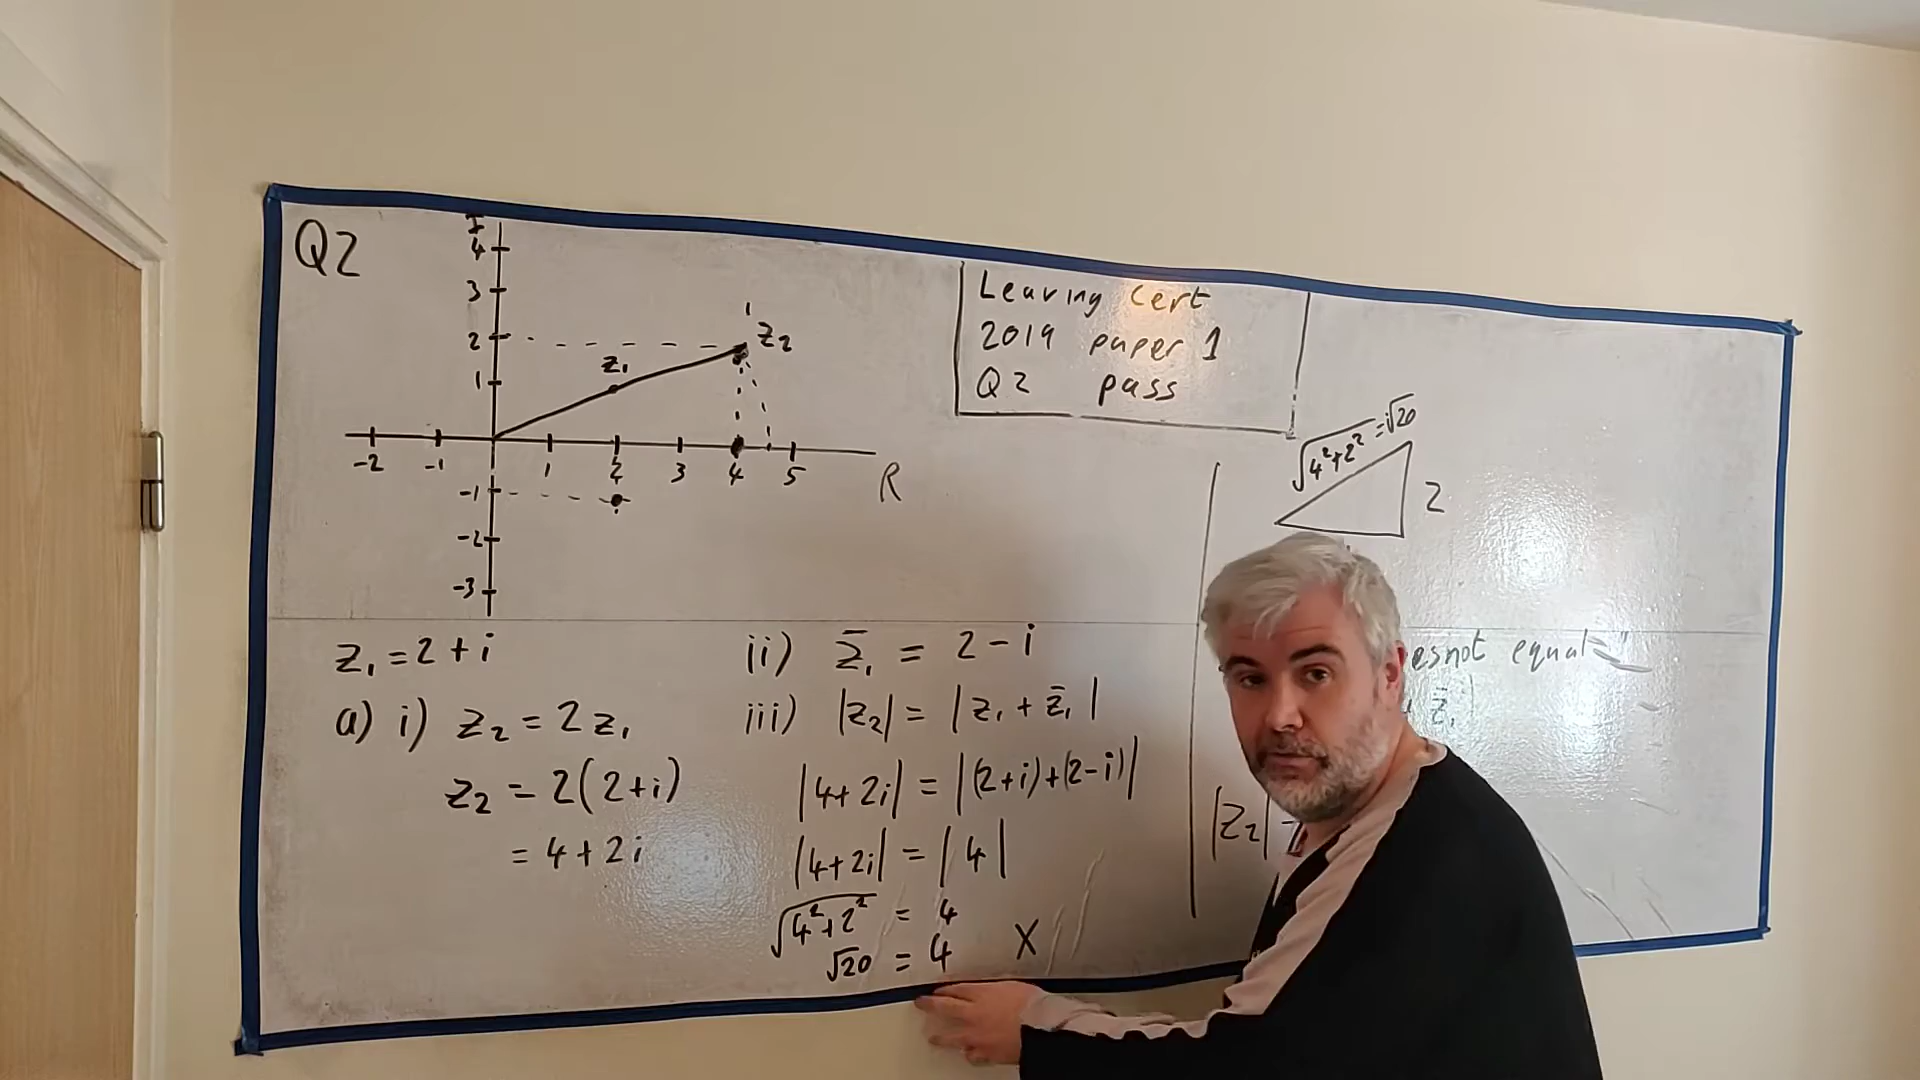 Q2
I
4
3
2
1
-2 -1 1 2 3 4 5
R
-1
-2
-3
z₁
z₂
Leaving cert
2019 paper 1
Q2 pass
√4²+2² = √20
2
z₁ = 2 + i
a) i) z₂ = 2z₁
z₂ = 2(2+i)
= 4 + 2i
ii) z̄₁ = 2 - i
iii) |z₂| = |z₁ + z̄₁|
|4+2i| = |(2+i)+(2-i)|
|4+2i| = |4|
√4²+2² = 4
√20 = 4 X
not equal
z̄₁|
|z₂|